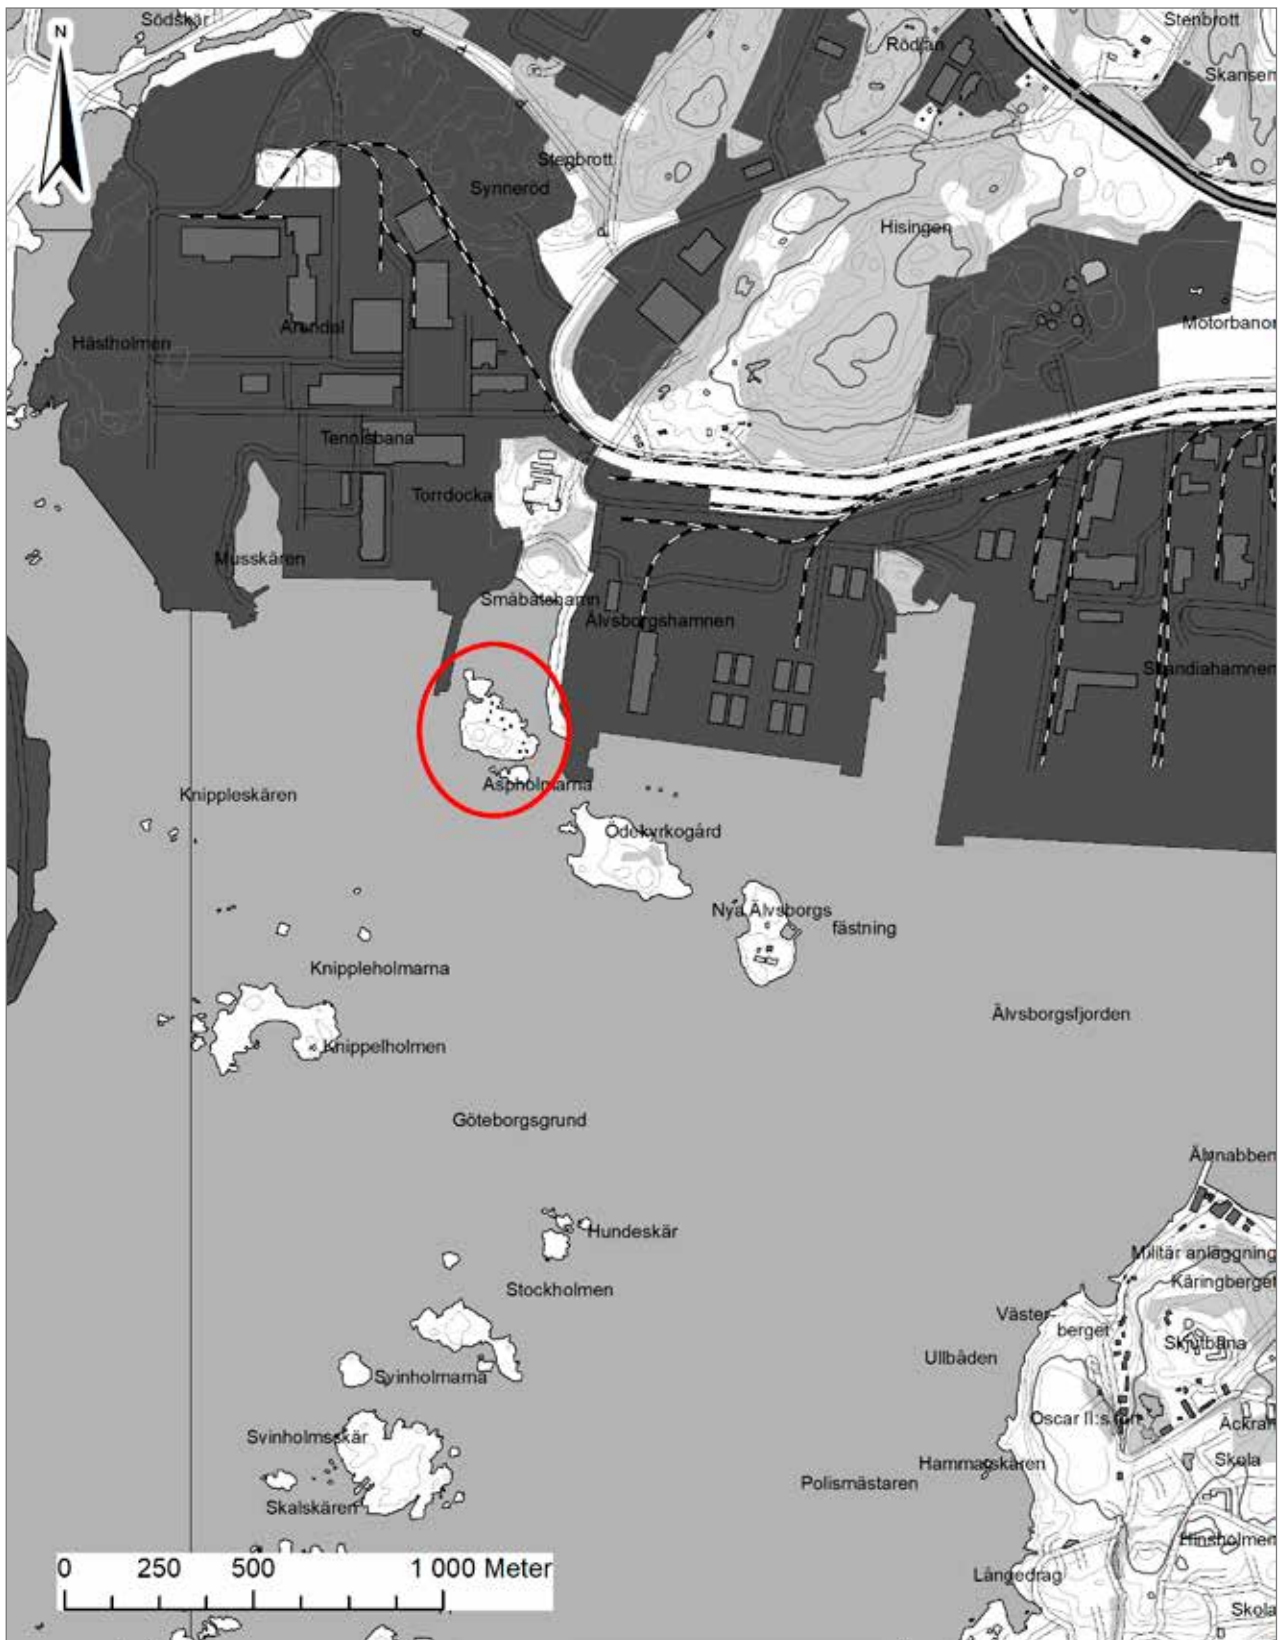 Södskär
Stenbrott
N
Rödjan
Skansen
Stenbrott
Synneröd
Hisingen
Motorbanor
Arendal
Hästholmen
Tennisbana
Torrdocka
Musskären
Småbåtshamn
Älvsborgshamnen
Skandiahamnen
Aspholmarna
Knippleskären
Ödekyrkogård
Nya Älvsborgs
fästning
Knippleholmarna
Älvsborgsfjorden
Knippelholmen
Göteborgsgrund
Älvnabben
Hundeskär
Militär anläggning
Käringberget
Stockholmen
Väster-
berget
Skjutbana
Ullbåden
Svinholmarna
Oscar II:s fort
Äckran
Svinholmsskär
Skola
Hammarskären
Polismästaren
Skalskären
Hinsholmen
0 250 500 1 000 Meter
Långedrag
Skola